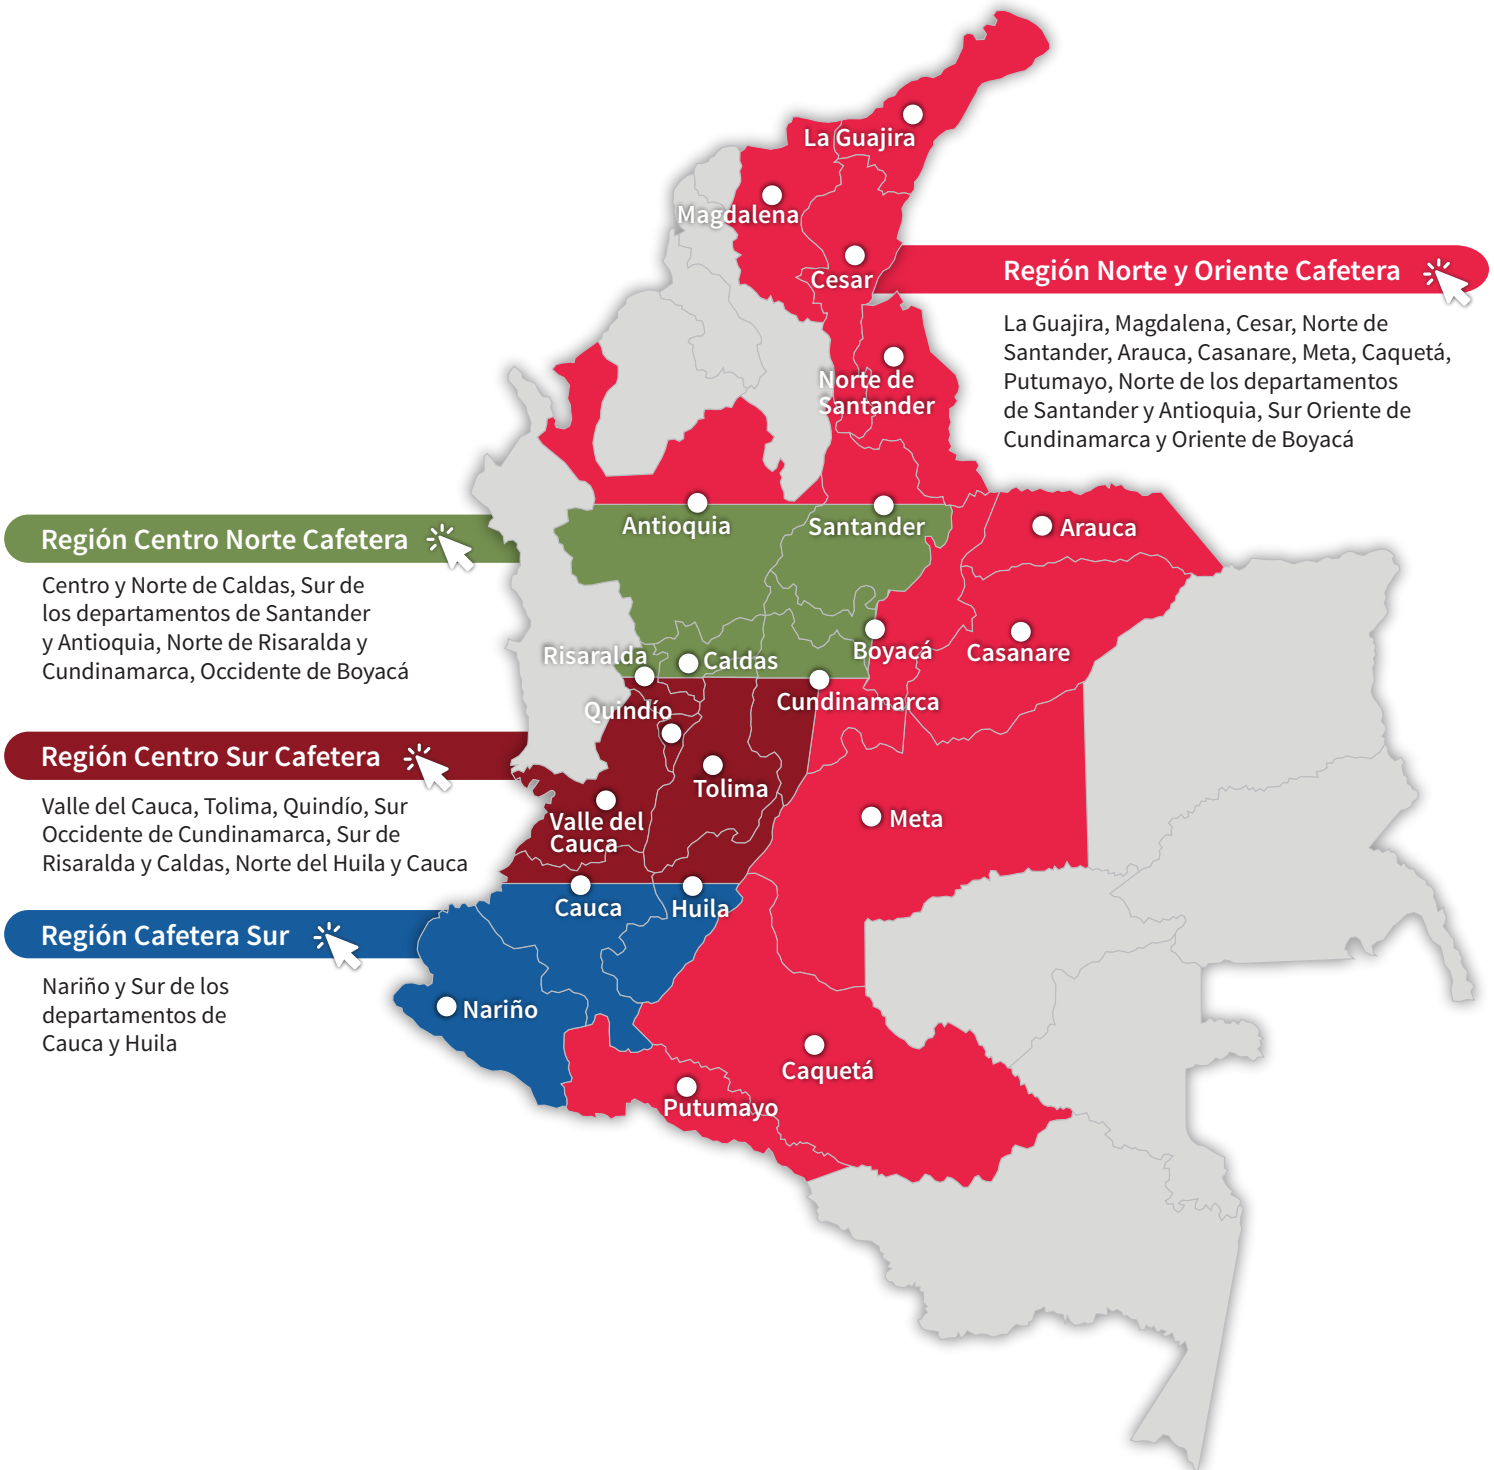 La Guajira
Magdalena
Cesar
Región Norte y Oriente Cafetera
La Guajira, Magdalena, Cesar, Norte de
Santander, Arauca, Casanare, Meta, Caquetá,
Putumayo, Norte de los departamentos
de Santander y Antioquia, Sur Oriente de
Cundinamarca y Oriente de Boyacá
Norte de
Santander
Antioquia
Santander
Arauca
Región Centro Norte Cafetera
Centro y Norte de Caldas, Sur de
los departamentos de Santander
y Antioquia, Norte de Risaralda y
Cundinamarca, Occidente de Boyacá
Risaralda
Caldas
Boyacá
Casanare
Quindío
Cundinamarca
Región Centro Sur Cafetera
Valle del Cauca, Tolima, Quindío, Sur
Occidente de Cundinamarca, Sur de
Risaralda y Caldas, Norte del Huila y Cauca
Tolima
Valle del
Cauca
Meta
Cauca
Huila
Región Cafetera Sur
Nariño y Sur de los
departamentos de
Cauca y Huila
Nariño
Caquetá
Putumayo